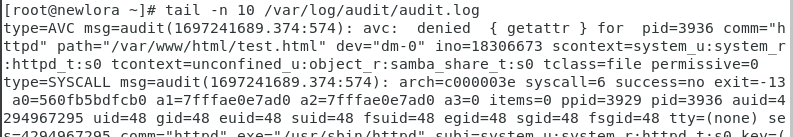 [root@newlora ~]# tail -n 10 /var/log/audit/audit.log
type=AVC msg=audit(1697241689.374:574): avc:  denied  { getattr } for  pid=3936 comm="h
ttpd" path="/var/www/html/test.html" dev="dm-0" ino=18306673 scontext=system_u:system_r
:httpd_t:s0 tcontext=unconfined_u:object_r:samba_share_t:s0 tclass=file permissive=0
type=SYSCALL msg=audit(1697241689.374:574): arch=c000003e syscall=6 success=no exit=-13
 a0=560fb5bdfcb0 a1=7fffae0e7ad0 a2=7fffae0e7ad0 a3=0 items=0 ppid=3929 pid=3936 auid=4
294967295 uid=48 gid=48 euid=48 suid=48 fsuid=48 egid=48 sgid=48 fsgid=48 tty=(none) se
s=4294967295 comm="httpd" exe="/usr/sbin/httpd" subj=system_u:system_r:httpd_t:s0 key=(